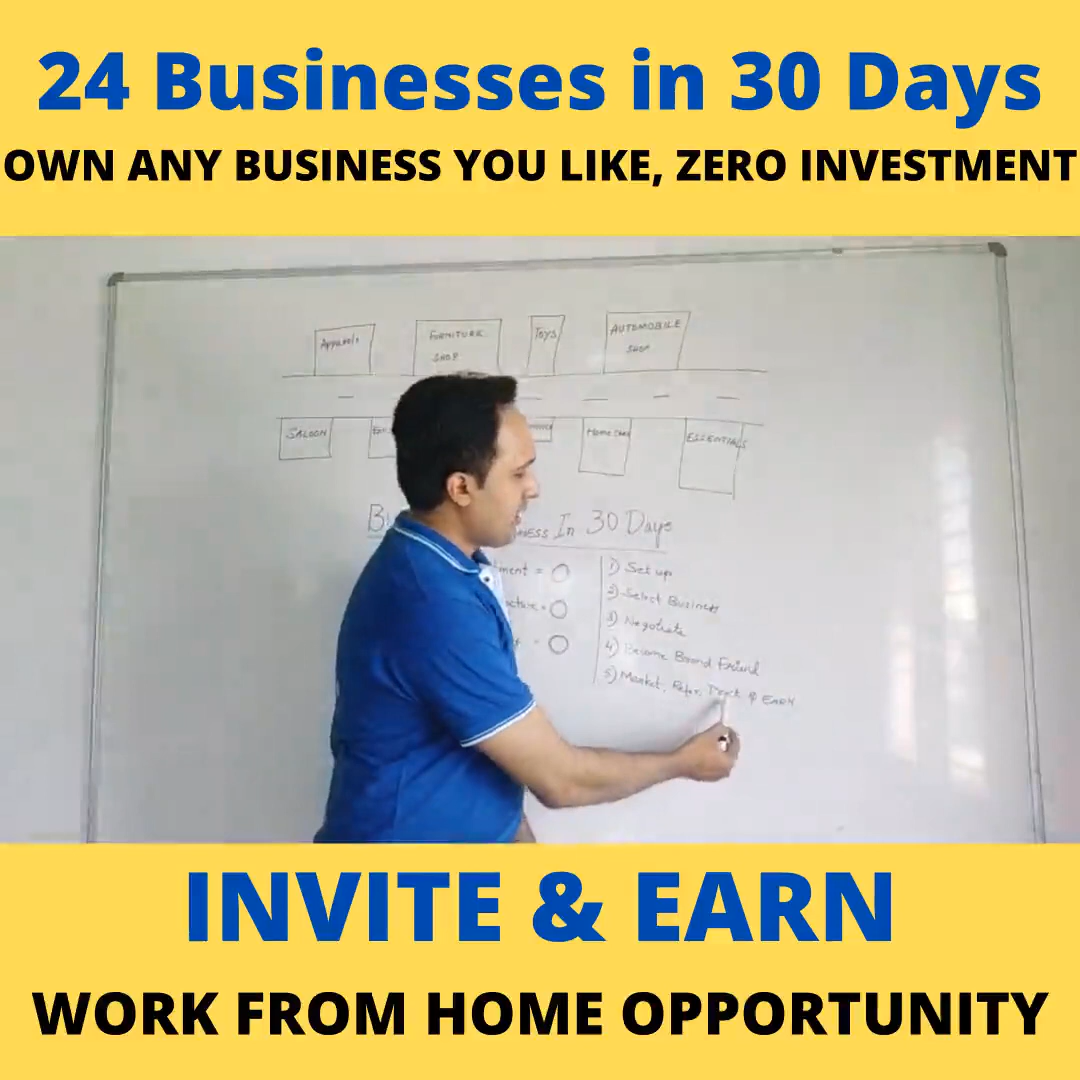 24 Businesses in 30 Days
OWN ANY BUSINESS YOU LIKE, ZERO INVESTMENT
Apparels
FURNITURE
SHOP
Toys
AUTOMOBILE
SHOP
SALOON
ESSENTIALS
In 30 Days
1) Set up
2) Select Business
3) Negotiate
4) Become Brand Friend
5) Market, Refer, Track & EARN
INVITE & EARN
WORK FROM HOME OPPORTUNITY